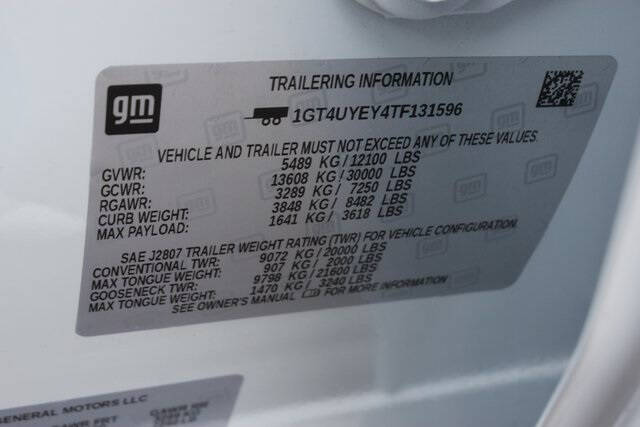 gm
TRAILERING INFORMATION
1GT4UYEY4TF131596
VEHICLE AND TRAILER MUST NOT EXCEED ANY OF THESE VALUES.
GVWR: 5489 KG/12100 LBS
GCWR: 13608 KG/30000 LBS
RGAWR: 3289 KG/ 7250 LBS
CURB WEIGHT: 3848 KG/ 8482 LBS
MAX PAYLOAD: 1641 KG/ 3618 LBS
SAE J2807 TRAILER WEIGHT RATING (TWR) FOR VEHICLE CONFIGURATION.
CONVENTIONAL TWR: 9072 KG/20000 LBS
MAX TONGUE WEIGHT: 907 KG/ 2000 LBS
GOOSENECK TWR: 9798 KG/21600 LBS
MAX TONGUE WEIGHT: 1470 KG/ 3240 LBS
SEE OWNER'S MANUAL FOR MORE INFORMATION
GENERAL MOTORS LLC
GAWR FRT GAWR RR